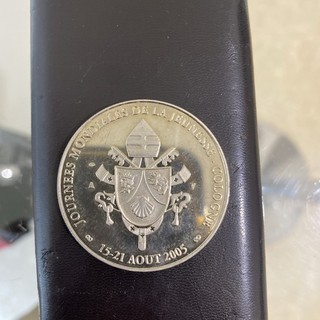 JOURNEES MONDIALES DE LA JEUNESSE COLOGNE
A F
15-21 AOUT 2005